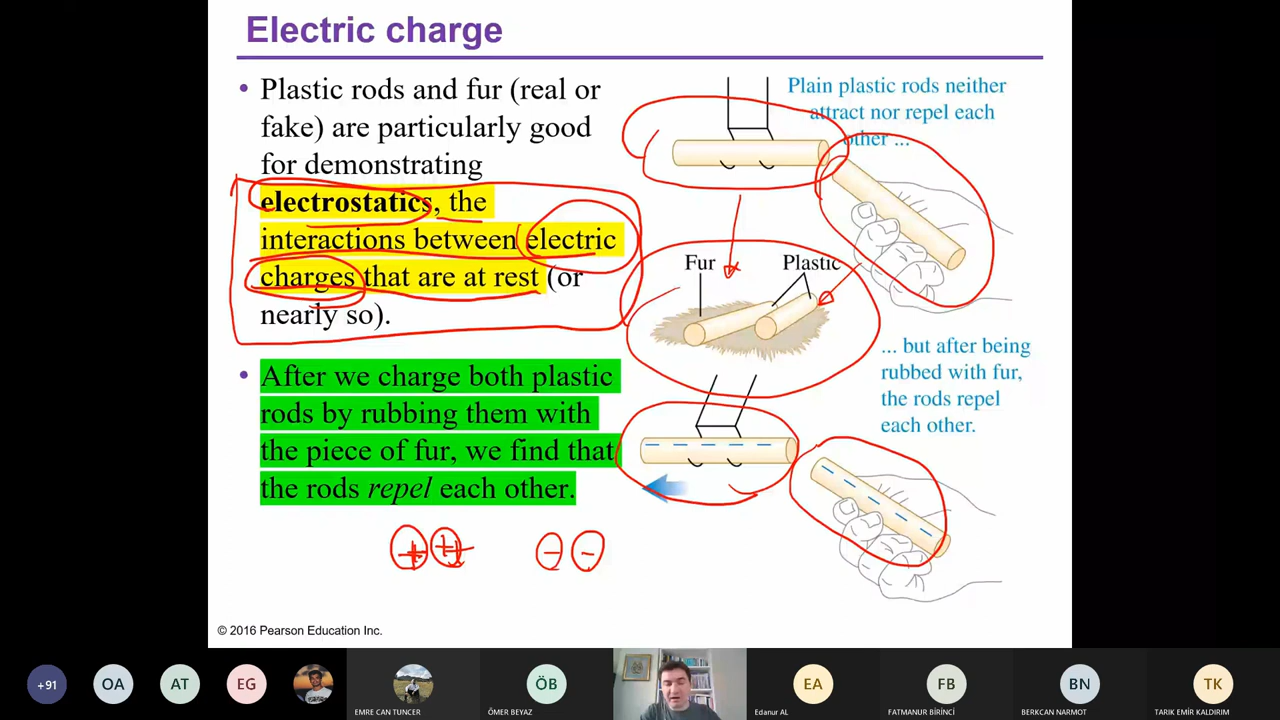 Electric charge
• Plastic rods and fur (real or
fake) are particularly good
for demonstrating
electrostatics, the
interactions between electric
charges that are at rest (or
nearly so).
• After we charge both plastic
rods by rubbing them with
the piece of fur, we find that
the rods repel each other.
Plain plastic rods neither
attract nor repel each
other ...
Fur
Plastic
... but after being
rubbed with fur,
the rods repel
each other.
+ + - -
© 2016 Pearson Education Inc.
+91
OA
AT
EG
EMRE CAN TUNCER
ÖB
ÖMER BEYAZ
EA
Edanur AL
FB
FATMANUR BİRİNCİ
BN
BERKCAN NARMOT
TK
TARIK EMİR KALDIRIM